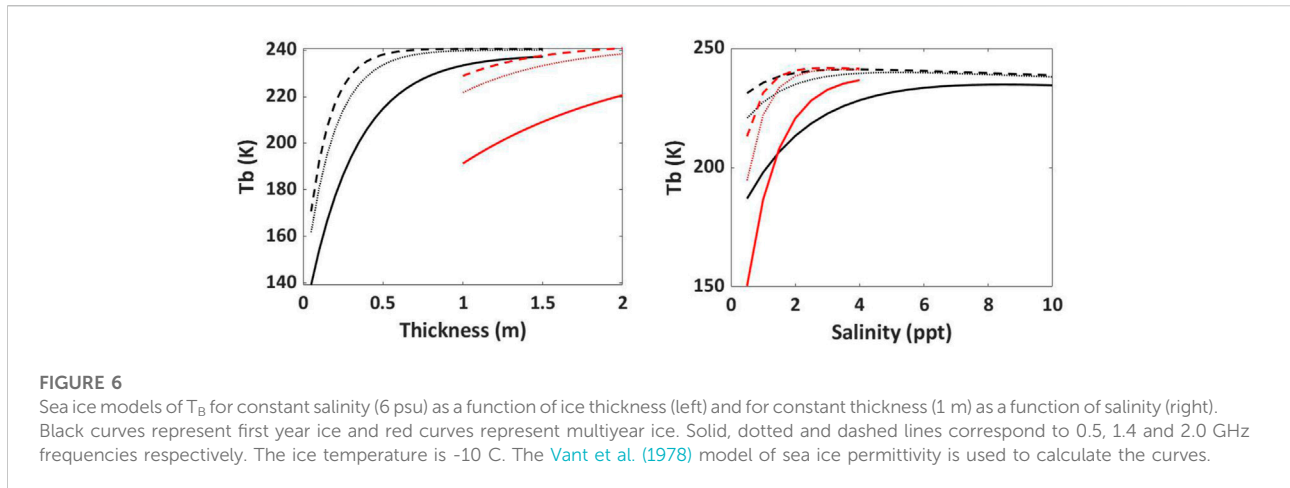 240
220
200
180
160
140
Tb (K)
0
0.5
1
1.5
2
Thickness (m)
250
200
150
Tb (K)
0
2
4
6
8
10
Salinity (ppt)
FIGURE 6
Sea ice models of TB for constant salinity (6 psu) as a function of ice thickness (left) and for constant thickness (1 m) as a function of salinity (right).
Black curves represent first year ice and red curves represent multiyear ice. Solid, dotted and dashed lines correspond to 0.5, 1.4 and 2.0 GHz
frequencies respectively. The ice temperature is -10 C. The Vant et al. (1978) model of sea ice permittivity is used to calculate the curves.